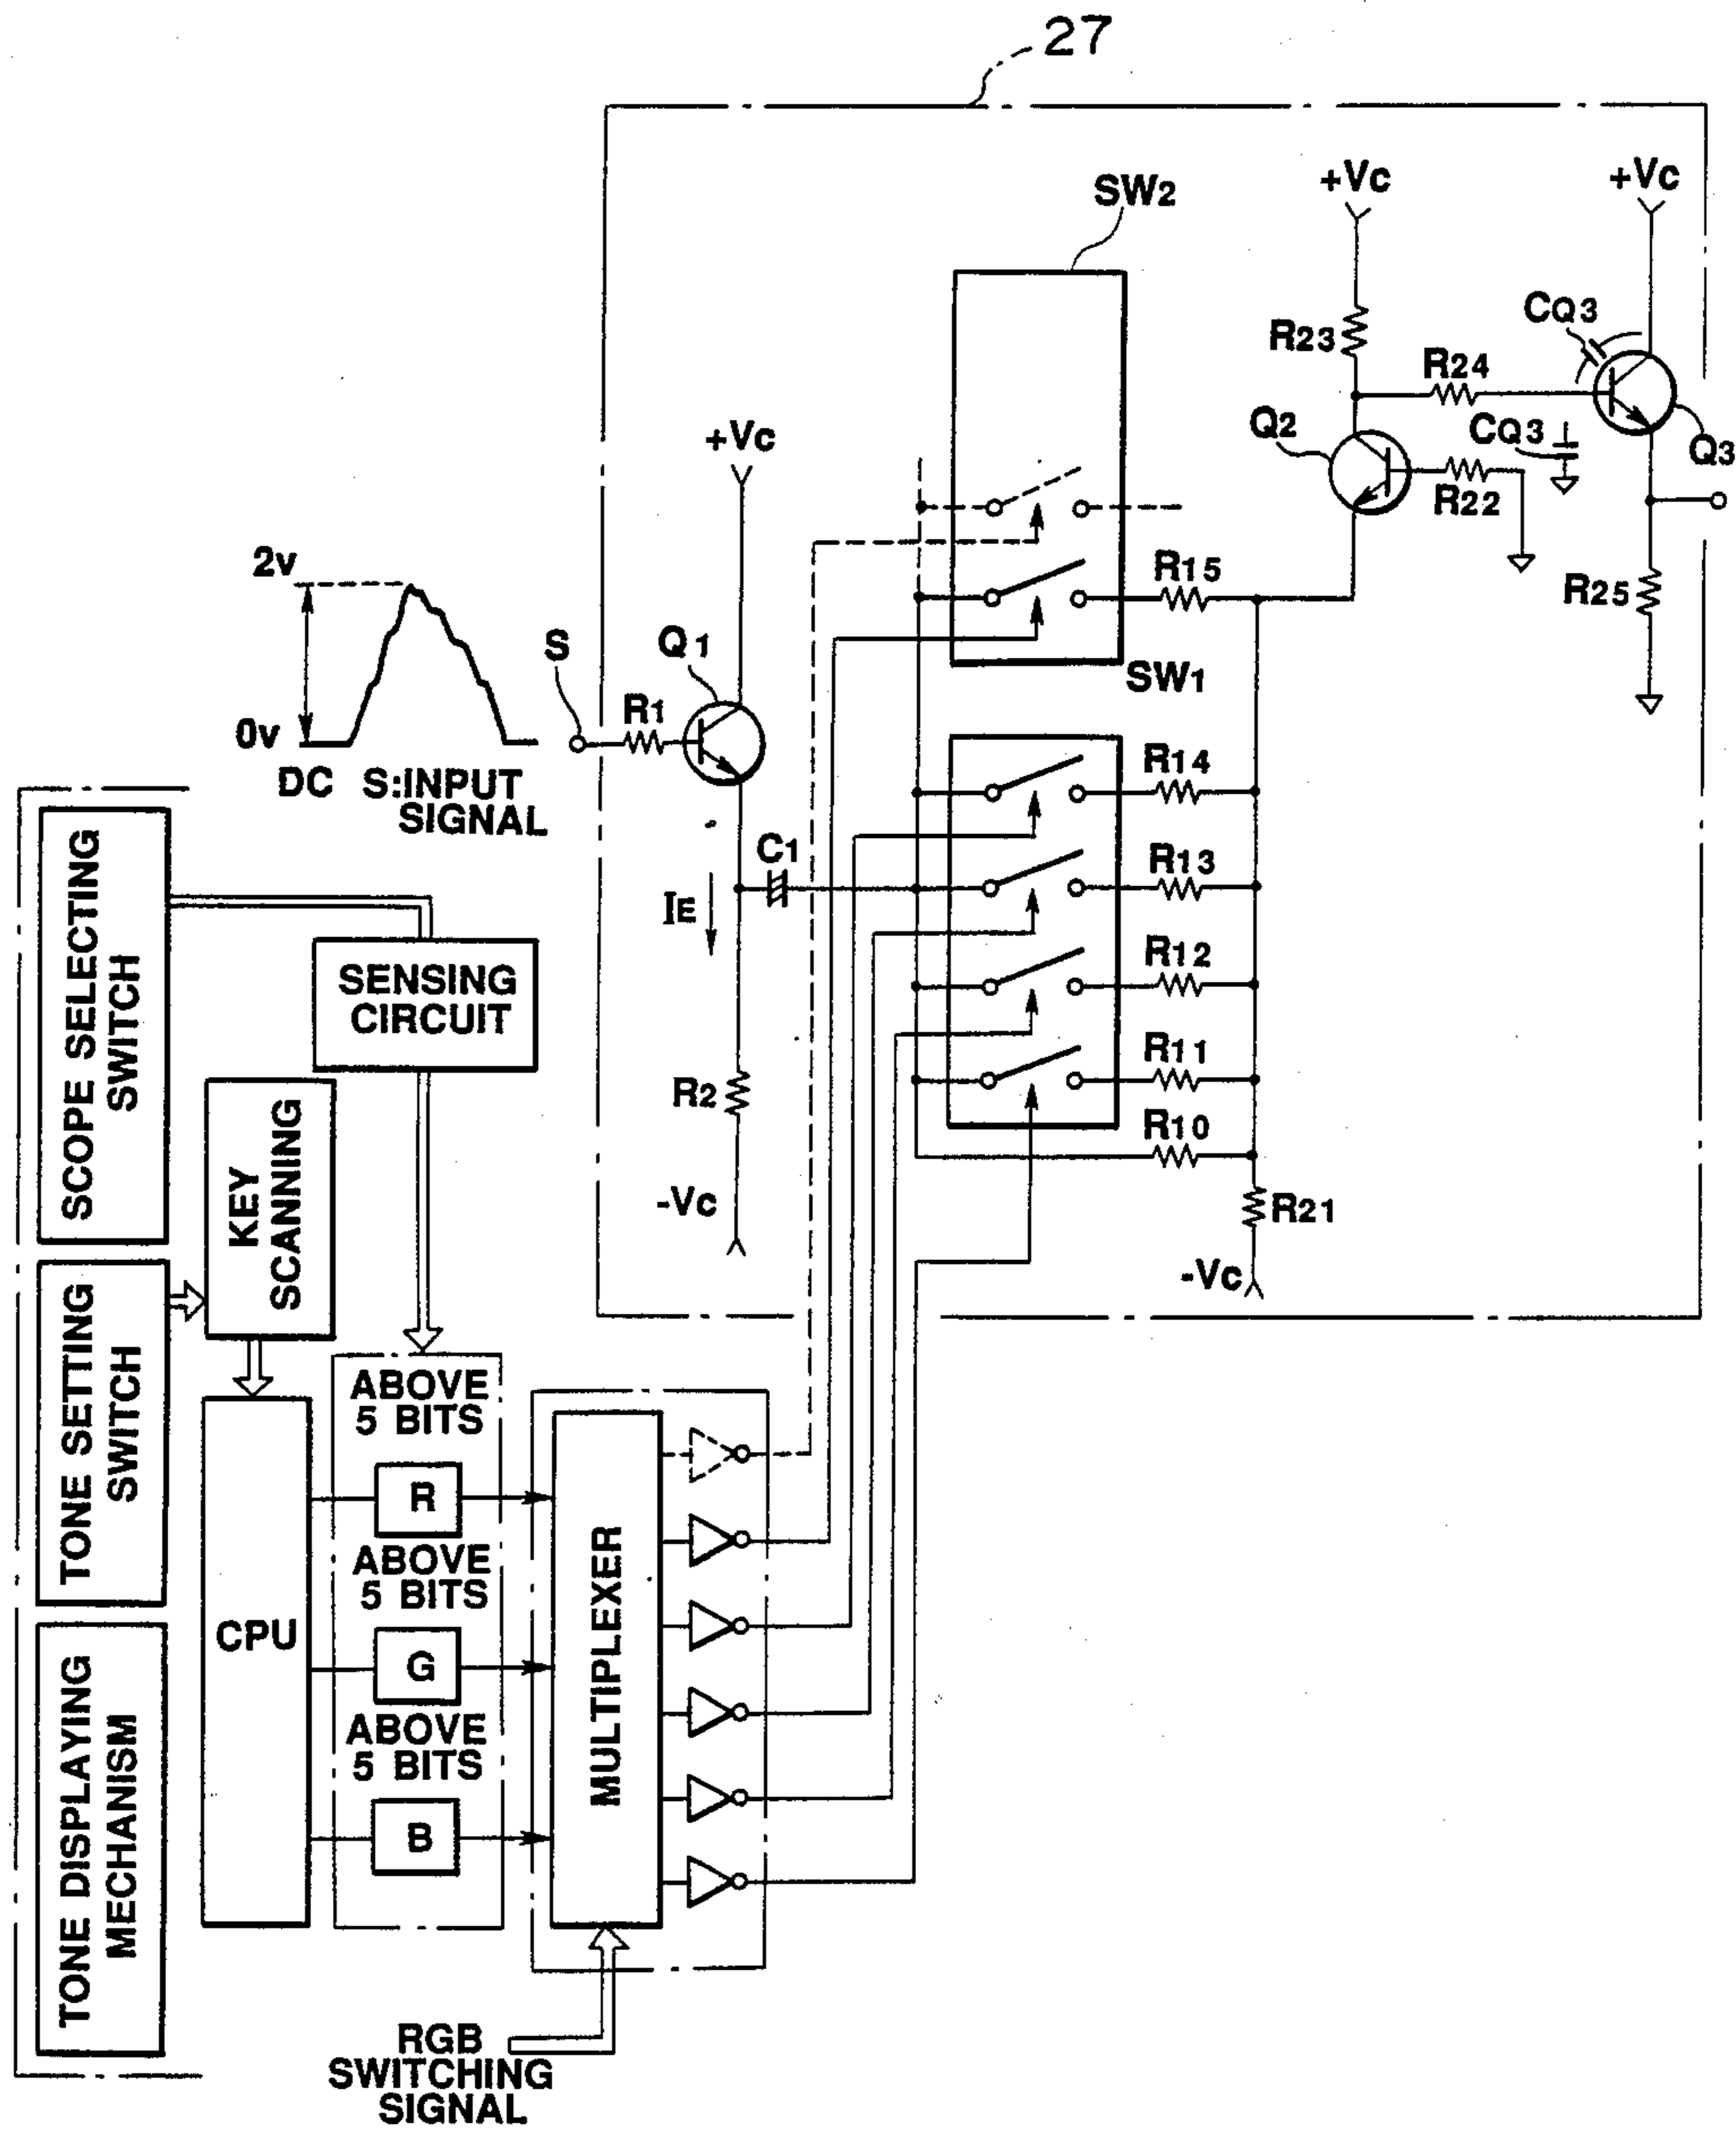 27
SW2
+Vc
+Vc
CQ3
R23
R24
Q2
CQ3
Q3
R22
+Vc
2v
R15
R25
S
Q1
SW1
R1
0v
DC S:INPUT
SIGNAL
R14
C1
R13
IE
R12
R11
R2
R10
-Vc
R21
-Vc
SCOPE SELECTING
SWITCH
SENSING
CIRCUIT
KEY
SCANNING
TONE SETTING
SWITCH
ABOVE
5 BITS
R
ABOVE
5 BITS
CPU
G
ABOVE
5 BITS
B
MULTIPLEXER
TONE DISPLAYING
MECHANISM
RGB
SWITCHING
SIGNAL